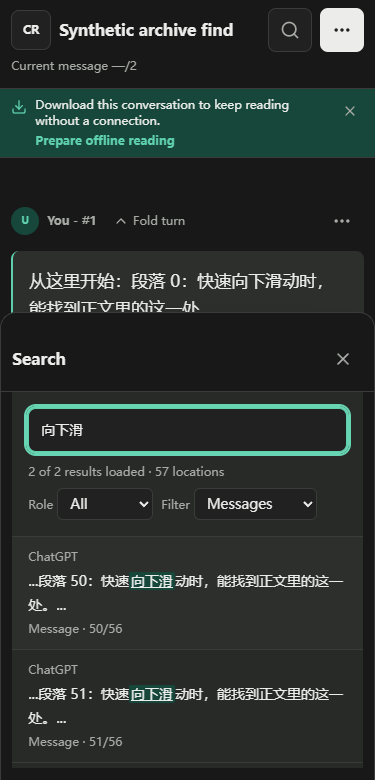 CR Synthetic archive find
Current message —/2
Download this conversation to keep reading
without a connection.
Prepare offline reading
U You - #1 Fold turn
从这里开始：段落 0：快速向下滑动时，
能找到正文里的这一处
Search
向下滑
2 of 2 results loaded · 57 locations
Role All Filter Messages
ChatGPT
...段落 50：快速向下滑动时，能找到正文里的这一
处。...
Message · 50/56
ChatGPT
...段落 51：快速向下滑动时，能找到正文里的这一
处。...
Message · 51/56